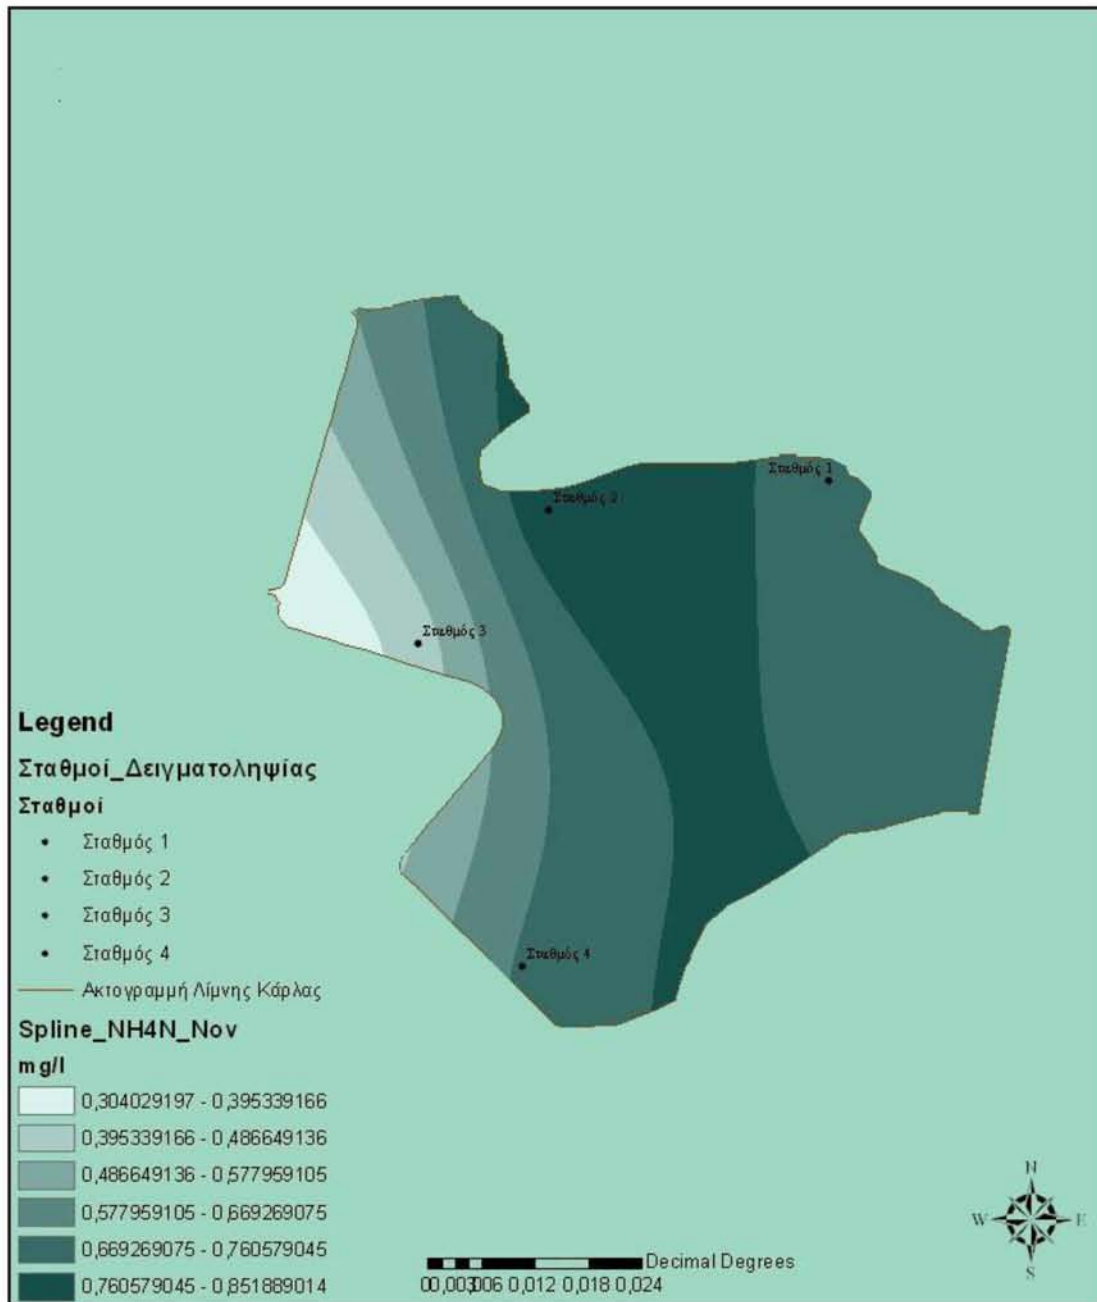 Σταθμός 1
Σταθμός 2
Σταθμός 3
Σταθμός 4
Legend
Σταθμοί_Δειγματοληψίας
Σταθμοί
Σταθμός 1
Σταθμός 2
Σταθμός 3
Σταθμός 4
Ακτογραμμή Λίμνης Κάρλας
Spline_NH4N_Nov
mg/l
0,304029197 - 0,395339166
0,395339166 - 0,486649136
0,486649136 - 0,577959105
0,577959105 - 0,669269075
0,669269075 - 0,760579045
0,760579045 - 0,851889014
N
W E
S
Decimal Degrees
0 0,012 0,018 0,024